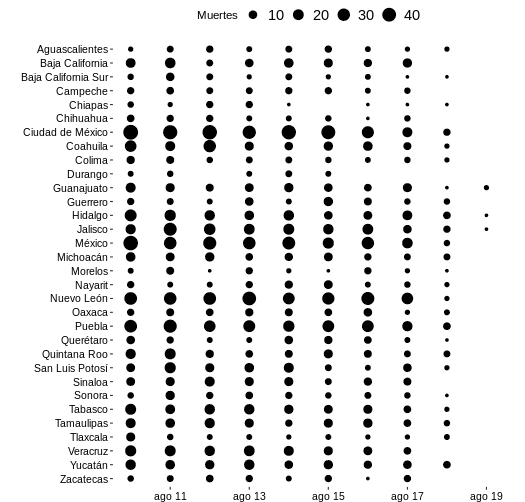 Muertes 10 20 30 40
Aguascalientes
Baja California
Baja California Sur
Campeche
Chiapas
Chihuahua
Ciudad de México
Coahuila
Colima
Durango
Guanajuato
Guerrero
Hidalgo
Jalisco
México
Michoacán
Morelos
Nayarit
Nuevo León
Oaxaca
Puebla
Querétaro
Quintana Roo
San Luis Potosí
Sinaloa
Sonora
Tabasco
Tamaulipas
Tlaxcala
Veracruz
Yucatán
Zacatecas
ago 11 ago 13 ago 15 ago 17 ago 19